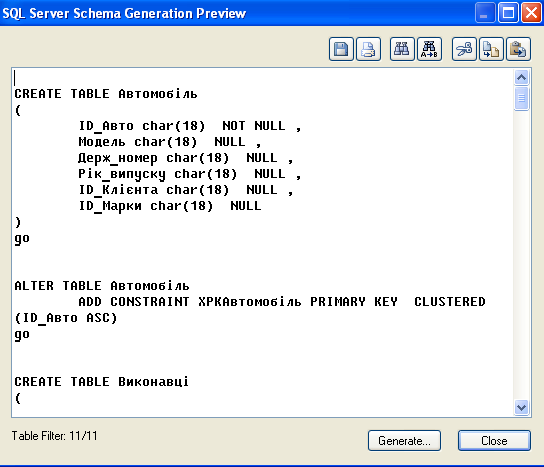 SQL Server Schema Generation Preview
A→B
CREATE TABLE Автомобіль
(
ID_Авто char(18) NOT NULL ,
Модель char(18) NULL ,
Держ_номер char(18) NULL ,
Рік_випуску char(18) NULL ,
ID_Клієнта char(18) NULL ,
ID_Марки char(18) NULL
)
go
ALTER TABLE Автомобіль
ADD CONSTRAINT XPKАвтомобіль PRIMARY KEY CLUSTERED
(ID_Авто ASC)
go
CREATE TABLE Виконавці
(
Table Filter: 11/11
Generate...
Close